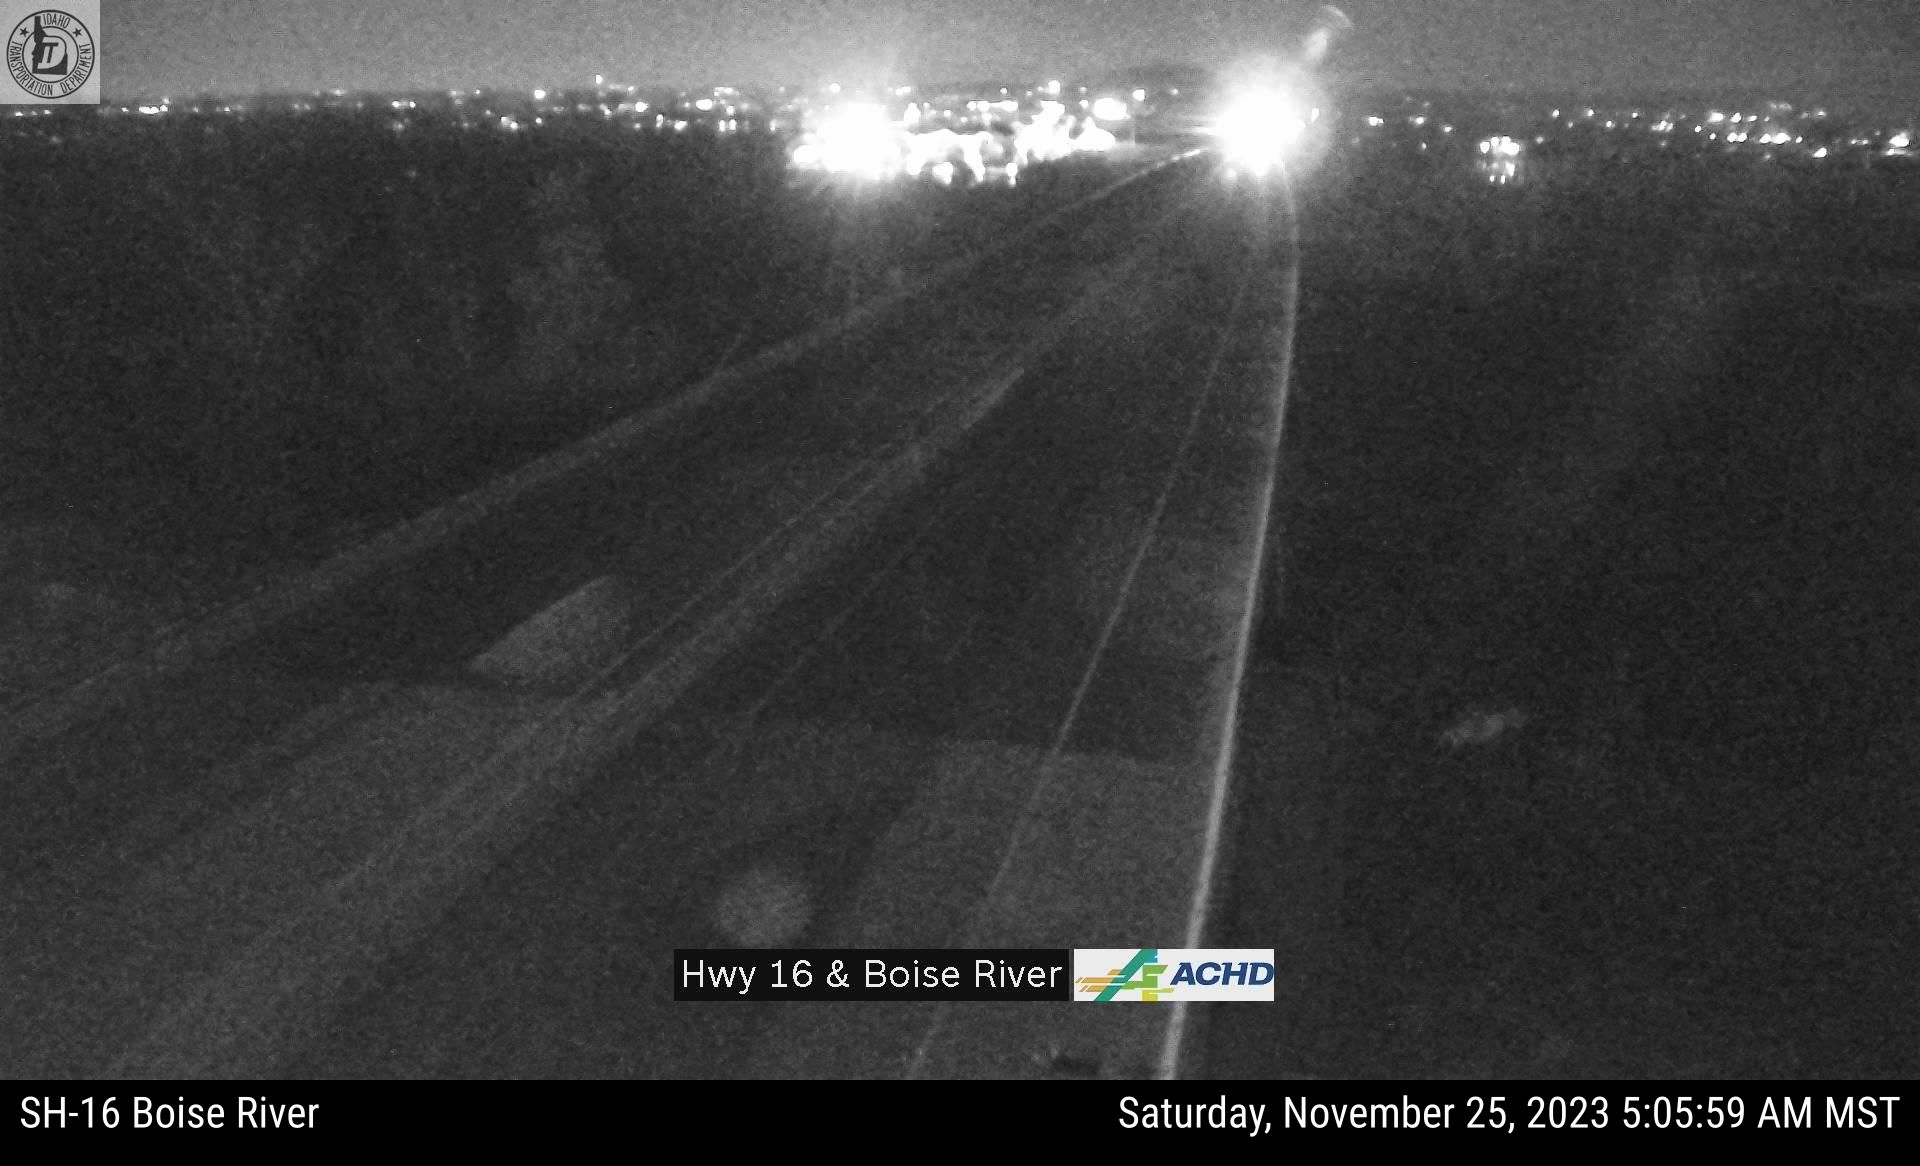 IDAHO
TRANSPORTATION DEPARTMENT
Hwy 16 & Boise River
ACHD
SH-16 Boise River
Saturday, November 25, 2023 5:05:59 AM MST